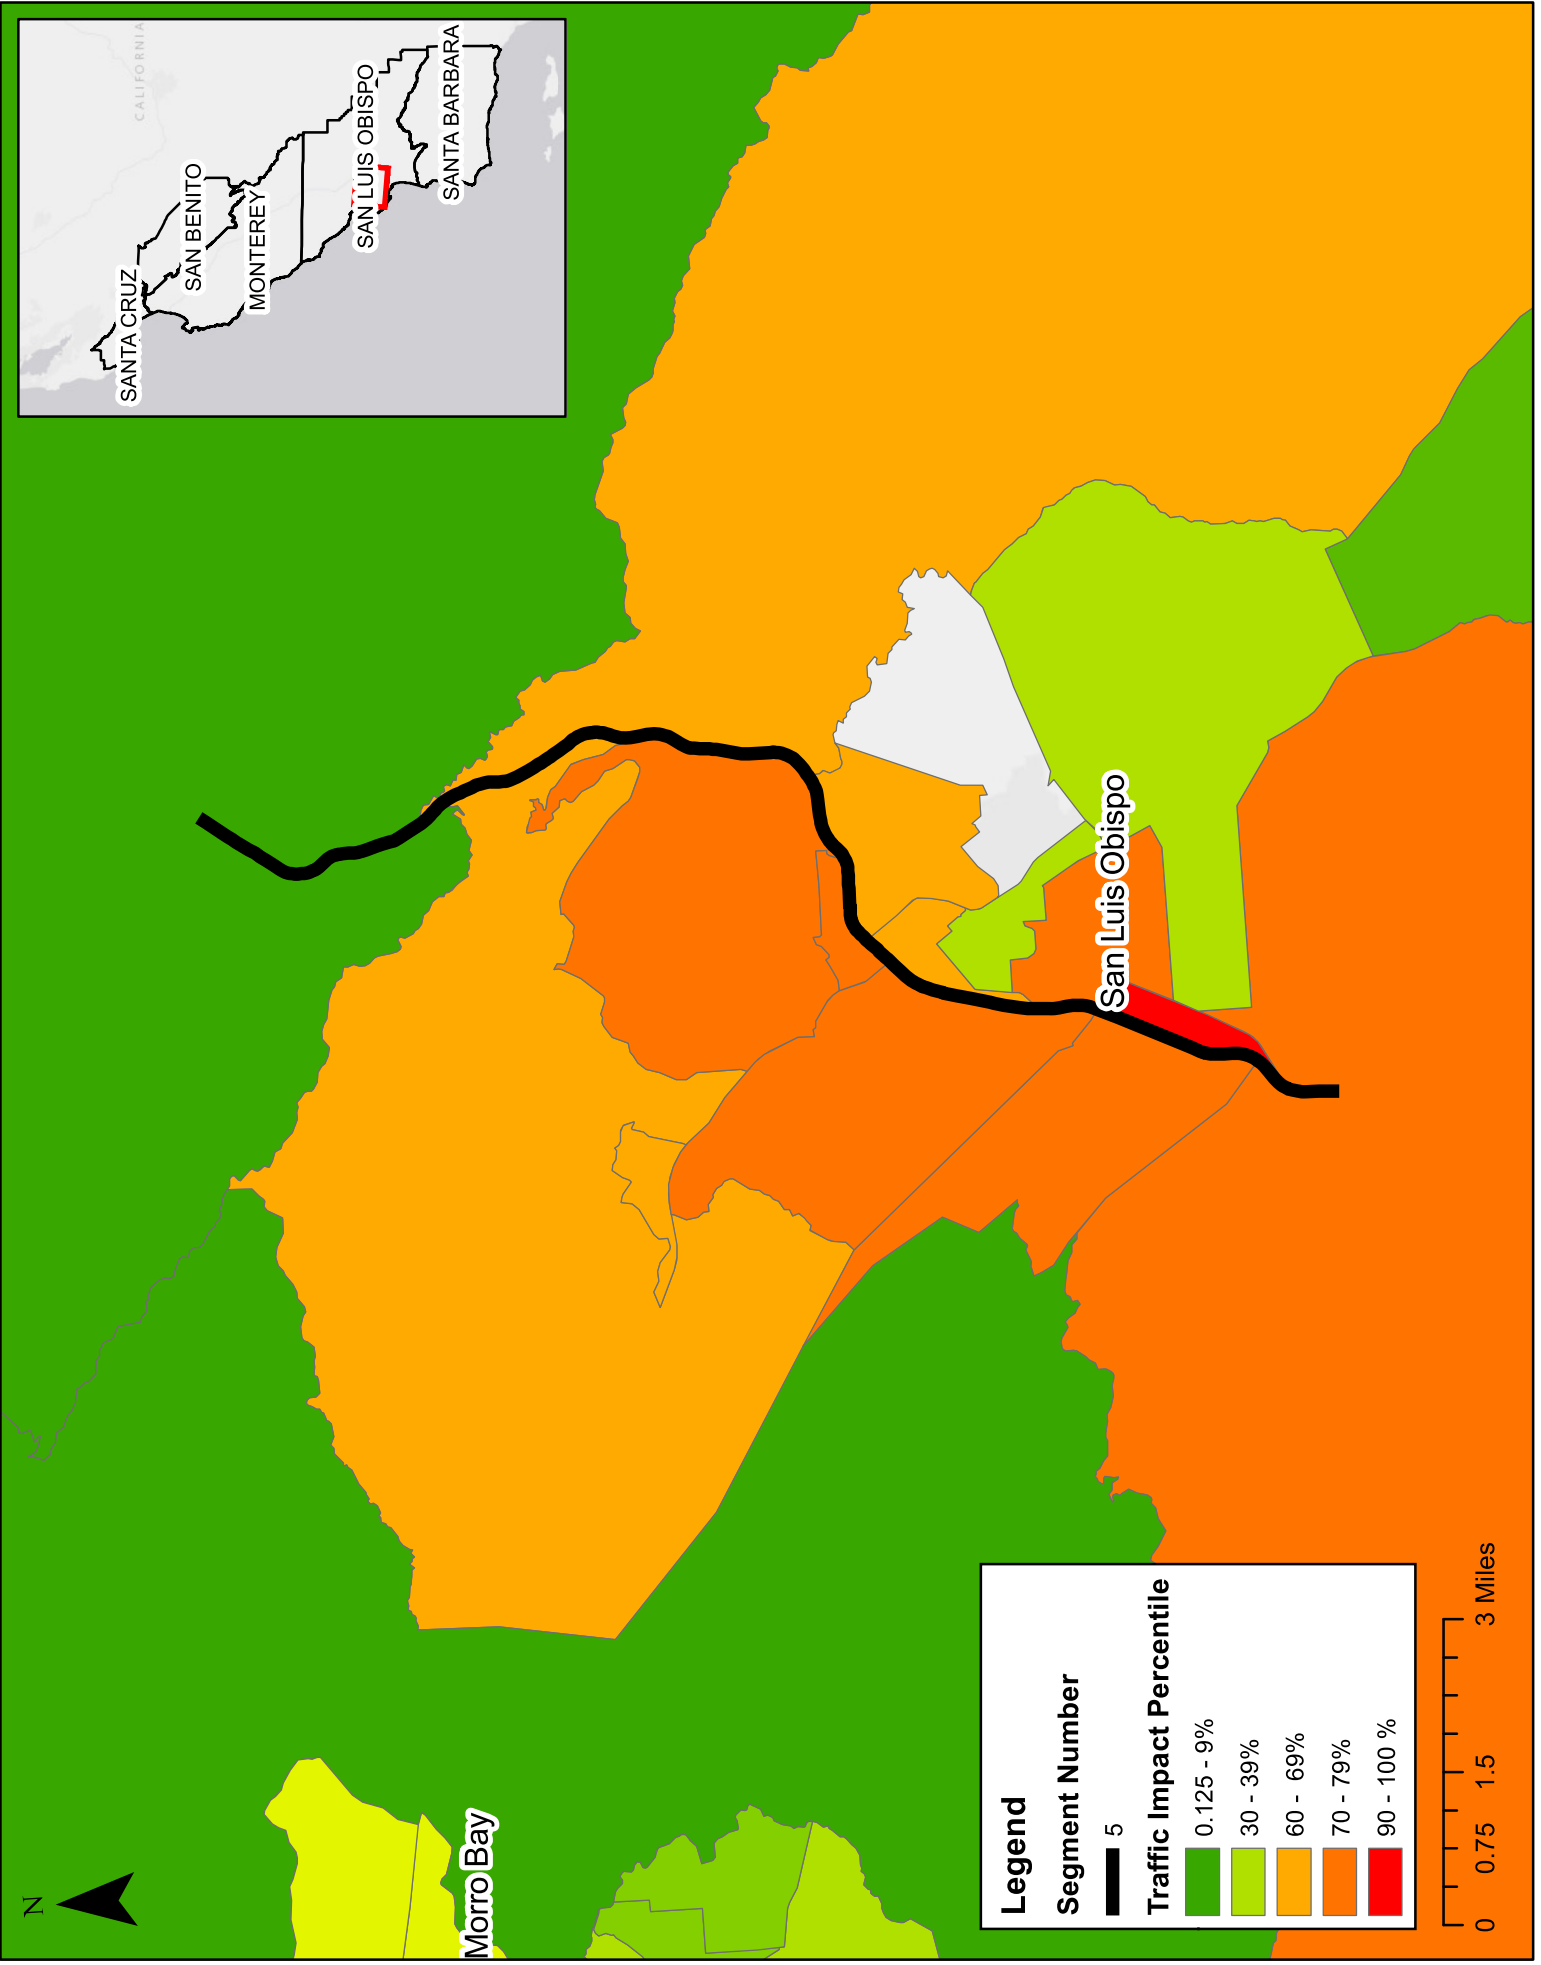 N
CALIFORNIA
SANTA CRUZ
SAN BENITO
MONTEREY
SAN LUIS OBISPO
SANTA BARBARA
Morro Bay
San Luis Obispo
Legend
Segment Number
5
Traffic Impact Percentile
0.125 - 9%
30 - 39%
60 - 69%
70 - 79%
90 - 100 %
0 0.75 1.5 3 Miles